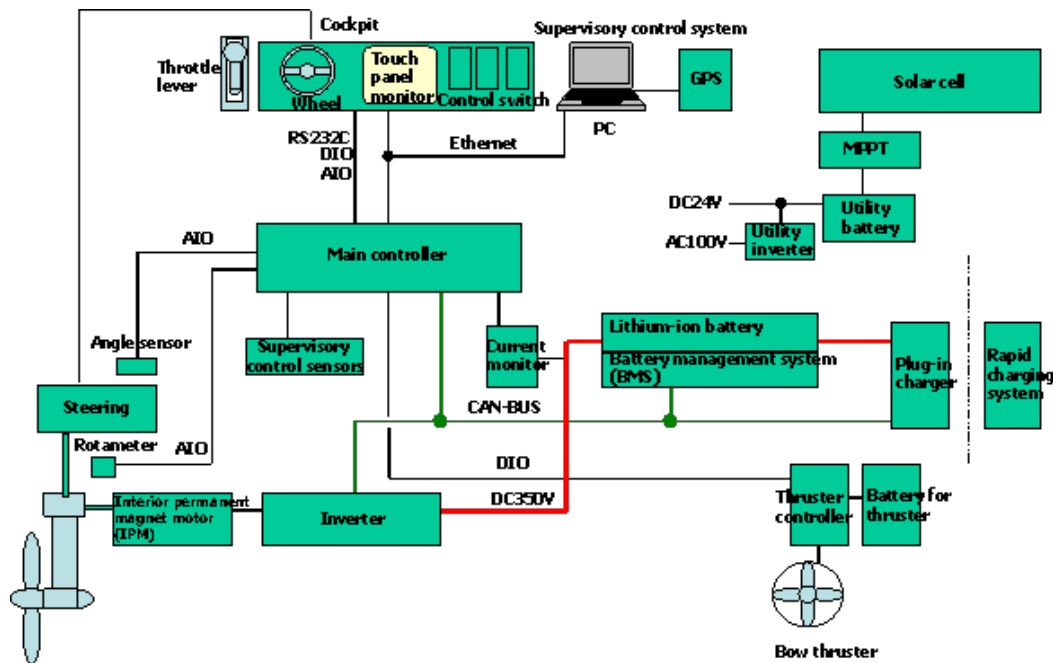 Cockpit
Supervisory control system
Throttle
lever
Wheel
Touch
panel
monitor
Control switch
PC
GPS
Solar cell
MPPT
Utility
battery
DC24V
AC100V
Utility
inverter
RS232C
DIO
AIO
Ethernet
AIO
Main controller
Angle sensor
Supervisory
control sensors
Current
monitor
Lithium-ion battery
Battery management system
(BMS)
Plug-in
charger
Rapid
charging
system
Steering
CAN-BUS
Rotameter
AIO
DIO
DC350V
Interior permanent
magnet motor
(IPM)
Inverter
Thruster
controller
Battery for
thruster
Bow thruster